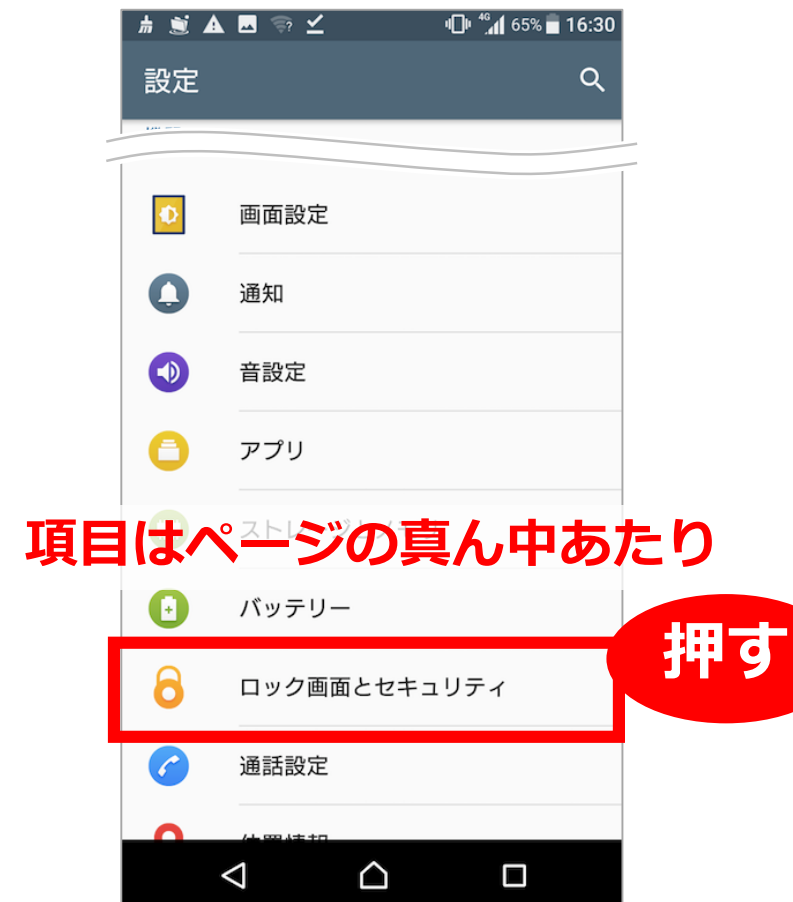 4G 65% 16:30
設定
画面設定
通知
音設定
アプリ
項目はページの真ん中あたり
バッテリー
押す
ロック画面とセキュリティ
通話設定